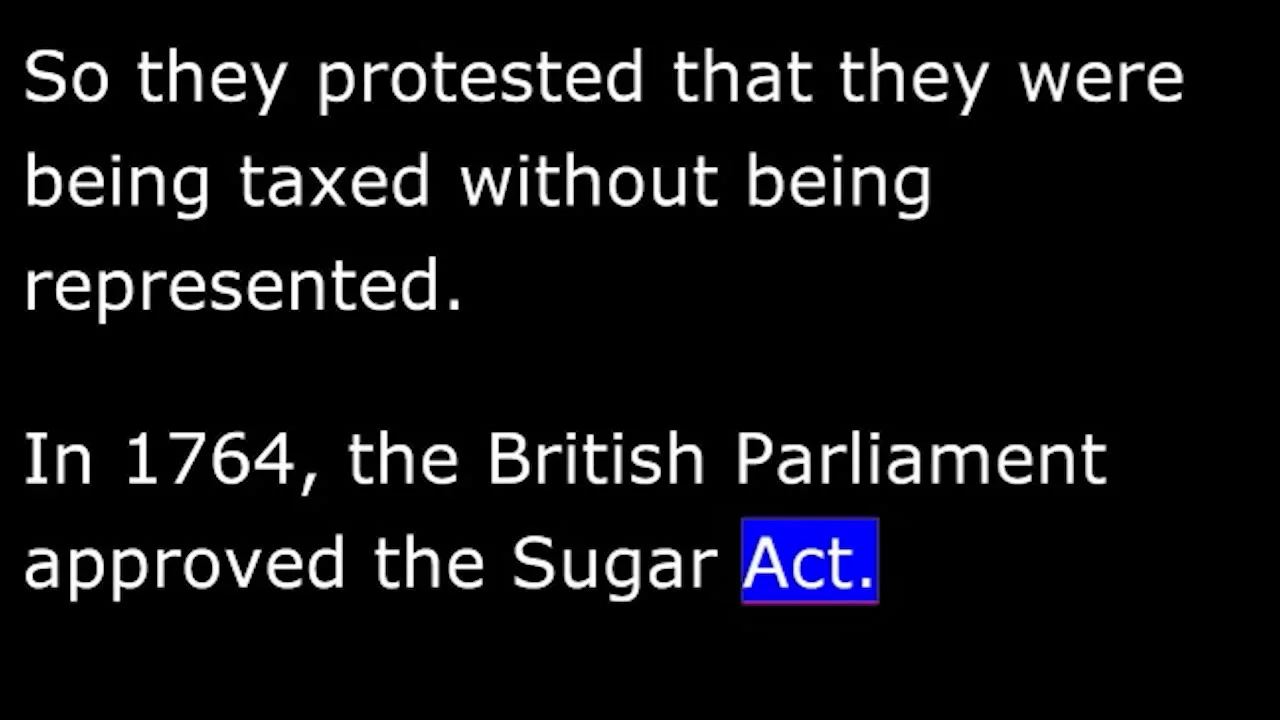 So they protested that they were
being taxed without being
represented.
In 1764, the British Parliament
approved the Sugar Act.